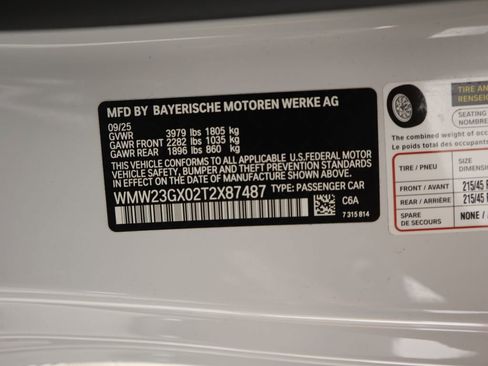 MFD BY BAYERISCHE MOTOREN WERKE AG
09/25
GVWR 3979 lbs 1805 kg
GAWR FRONT 2282 lbs 1035 kg
GAWR REAR 1896 lbs 860 kg
THIS VEHICLE CONFORMS TO ALL APPLICABLE U.S.FEDERAL MOTOR
VEHICLE SAFETY, BUMPER, AND THEFT PREVENTION STANDARDS IN
EFFECT ON THE DATE OF MANUFACTURE SHOWN ABOVE.
WMW23GX02T2X87487 TYPE: PASSENGER CAR
C6A
7 315 814
TIRE AN
RENSEIGN
SEATING
NOMBRE
The combined weight of occu
Le poids total des occupants
TIRE / PNEU SIZE
DIMENSION
FRONT / AVANT 215/45 R
REAR / ARRIÈRE 215/45 R
SPARE
DE SECOURS NONE /